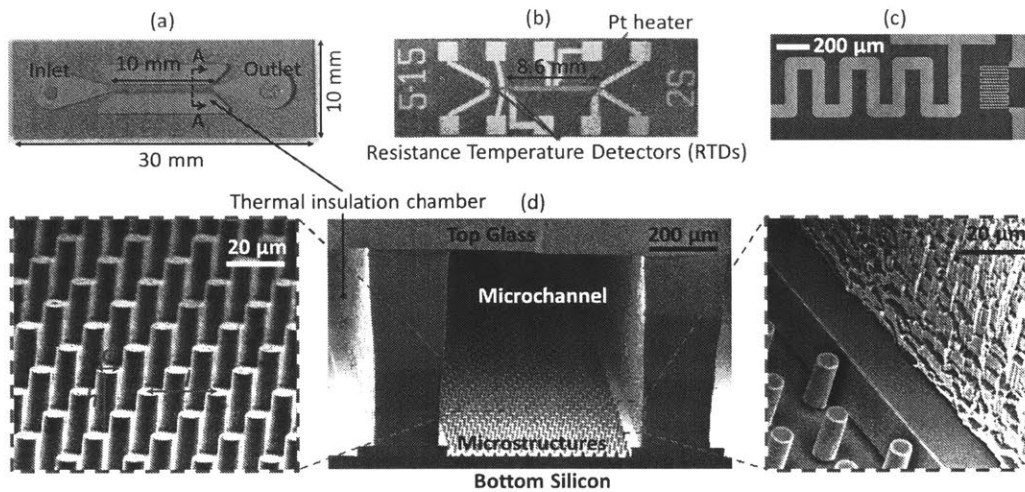 (a)
Inlet
10 mm
A
A
Outlet
10 mm
30 mm
(b)
Pt heater
5-15
8.6 mm
2S
Resistance Temperature Detectors (RTDs)
(c)
200 µm
Thermal insulation chamber
(d)
20 µm
Top Glass
200 µm
Microchannel
Microstructures
Bottom Silicon
20 µm